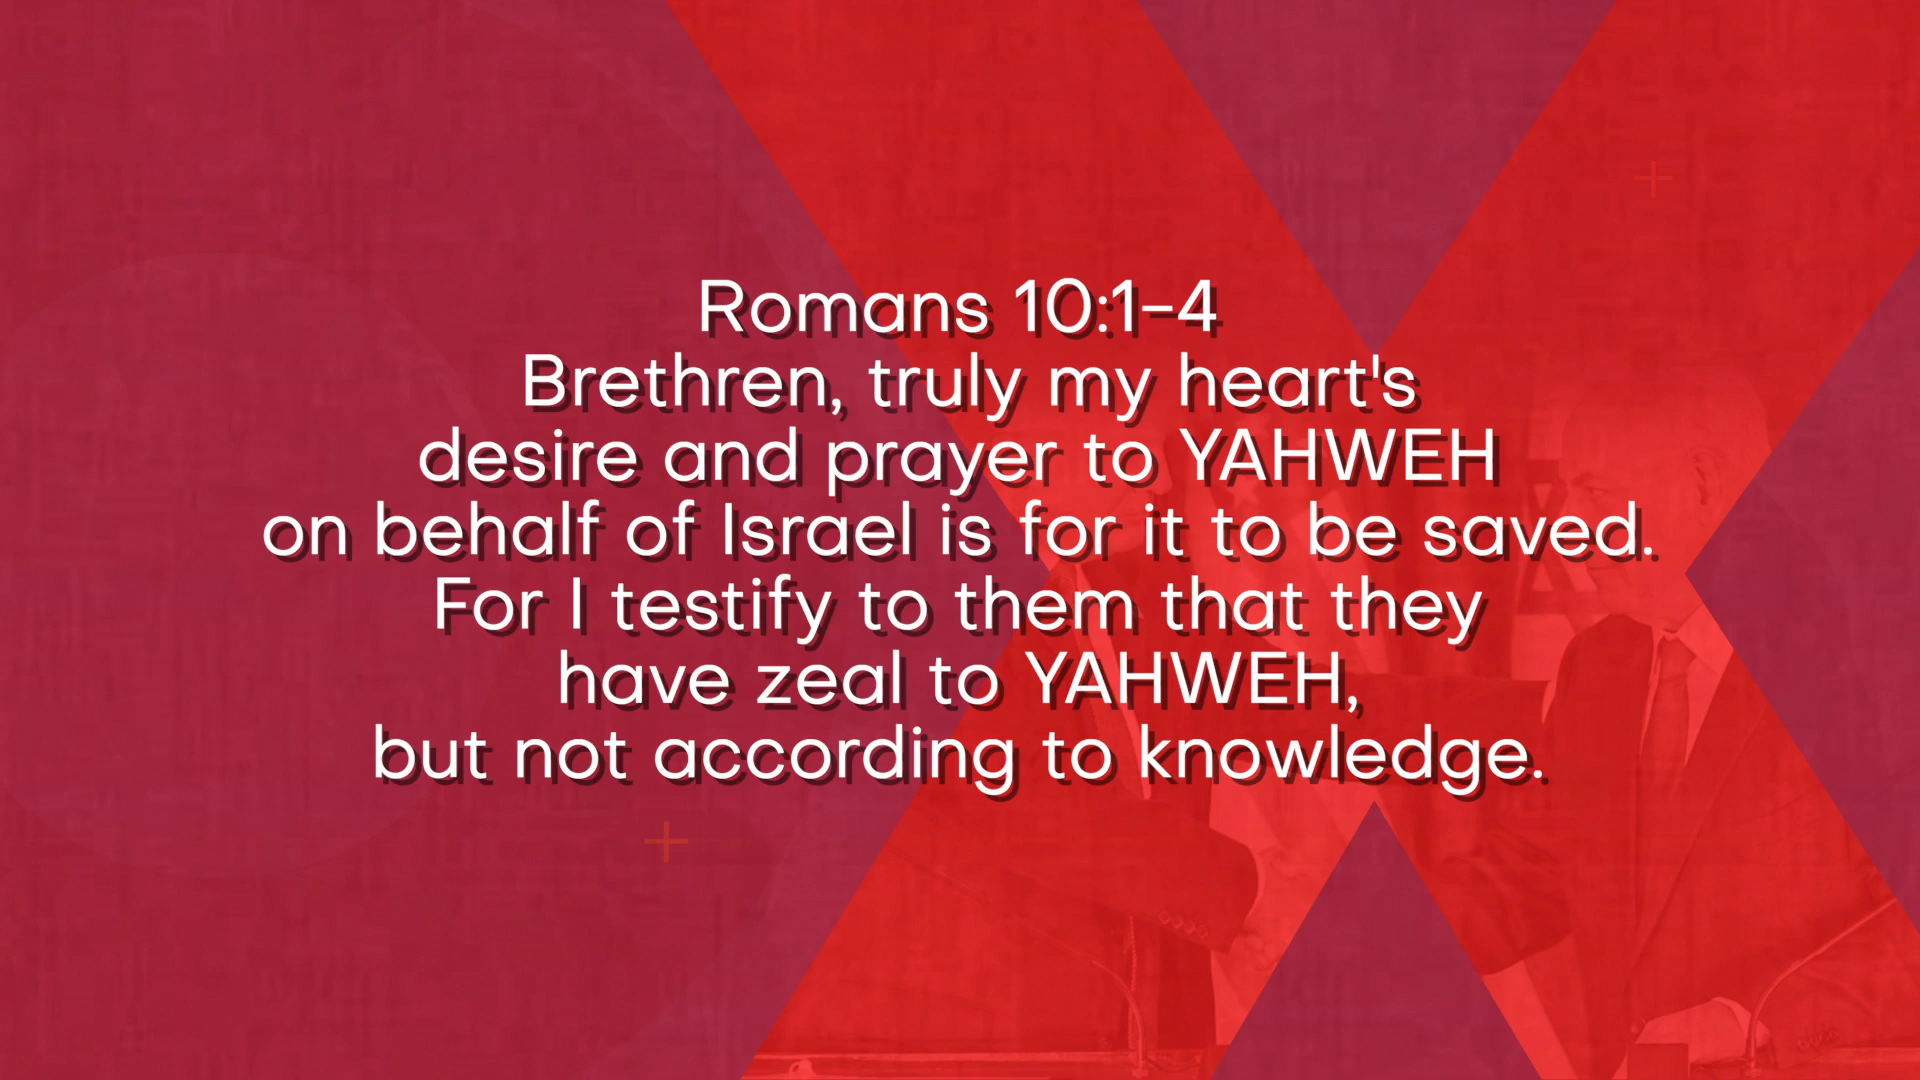 Romans 10:1-4
Brethren, truly my heart's
desire and prayer to YAHWEH
on behalf of Israel is for it to be saved.
For I testify to them that they
have zeal to YAHWEH,
but not according to knowledge.